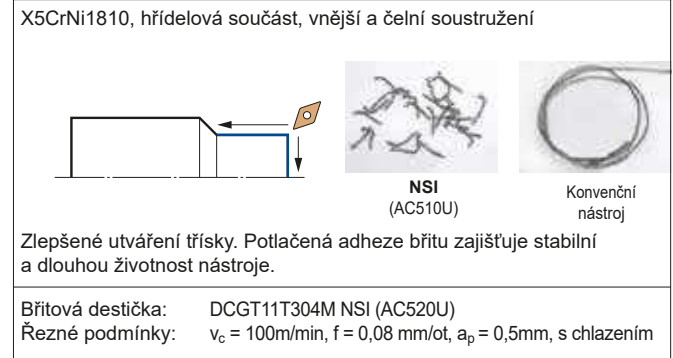 X5CrNi1810, hřídelová součást, vnější a čelní soustružení
NSI
(AC510U)
Konvenční
nástroj
Zlepšené utváření třísky. Potlačená adheze břitu zajišťuje stabilní
a dlouhou životnost nástroje.
Břitová destička: DCGT11T304M NSI (AC520U)
Řezné podmínky: vc = 100m/min, f = 0,08 mm/ot, ap = 0,5mm, s chlazením